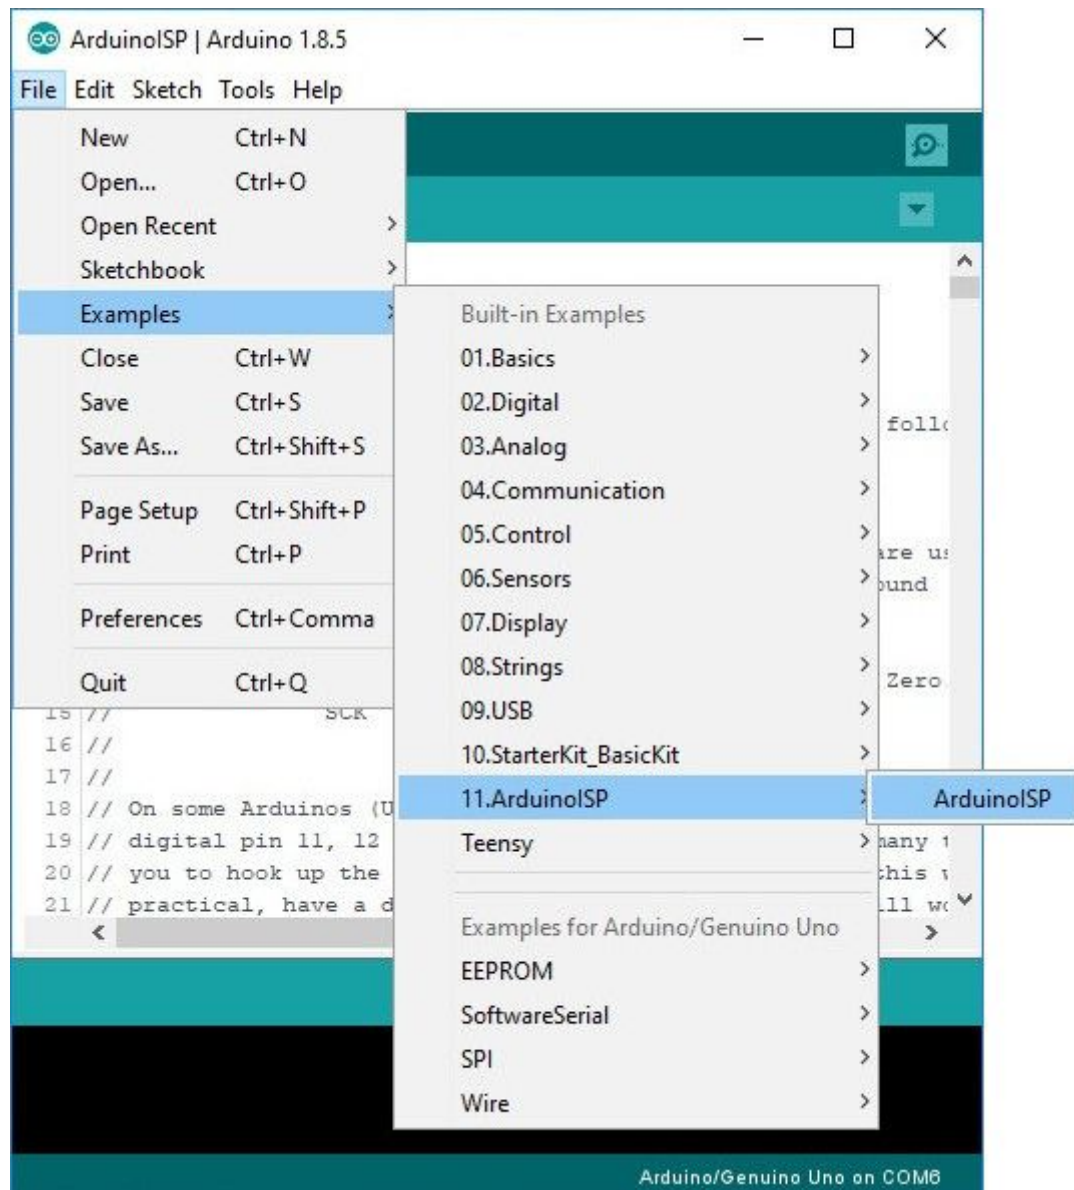 ArduinoISP | Arduino 1.8.5
File Edit Sketch Tools Help
New Ctrl+N
Open... Ctrl+O
Open Recent
Sketchbook
Examples
Close Ctrl+W
Save Ctrl+S
Save As... Ctrl+Shift+S
Page Setup Ctrl+Shift+P
Print Ctrl+P
Preferences Ctrl+Comma
Quit Ctrl+Q
Built-in Examples
01.Basics
02.Digital
03.Analog
04.Communication
05.Control
06.Sensors
07.Display
08.Strings
09.USB
10.StarterKit_BasicKit
11.ArduinoISP
Teensy
Examples for Arduino/Genuino Uno
EEPROM
SoftwareSerial
SPI
Wire
ArduinoISP
Zero
15 // SCK
16 //
17 //
18 // On some Arduinos (U
19 // digital pin 11, 12 many t
20 // you to hook up the this
21 // practical, have a d
Arduino/Genuino Uno on COM6